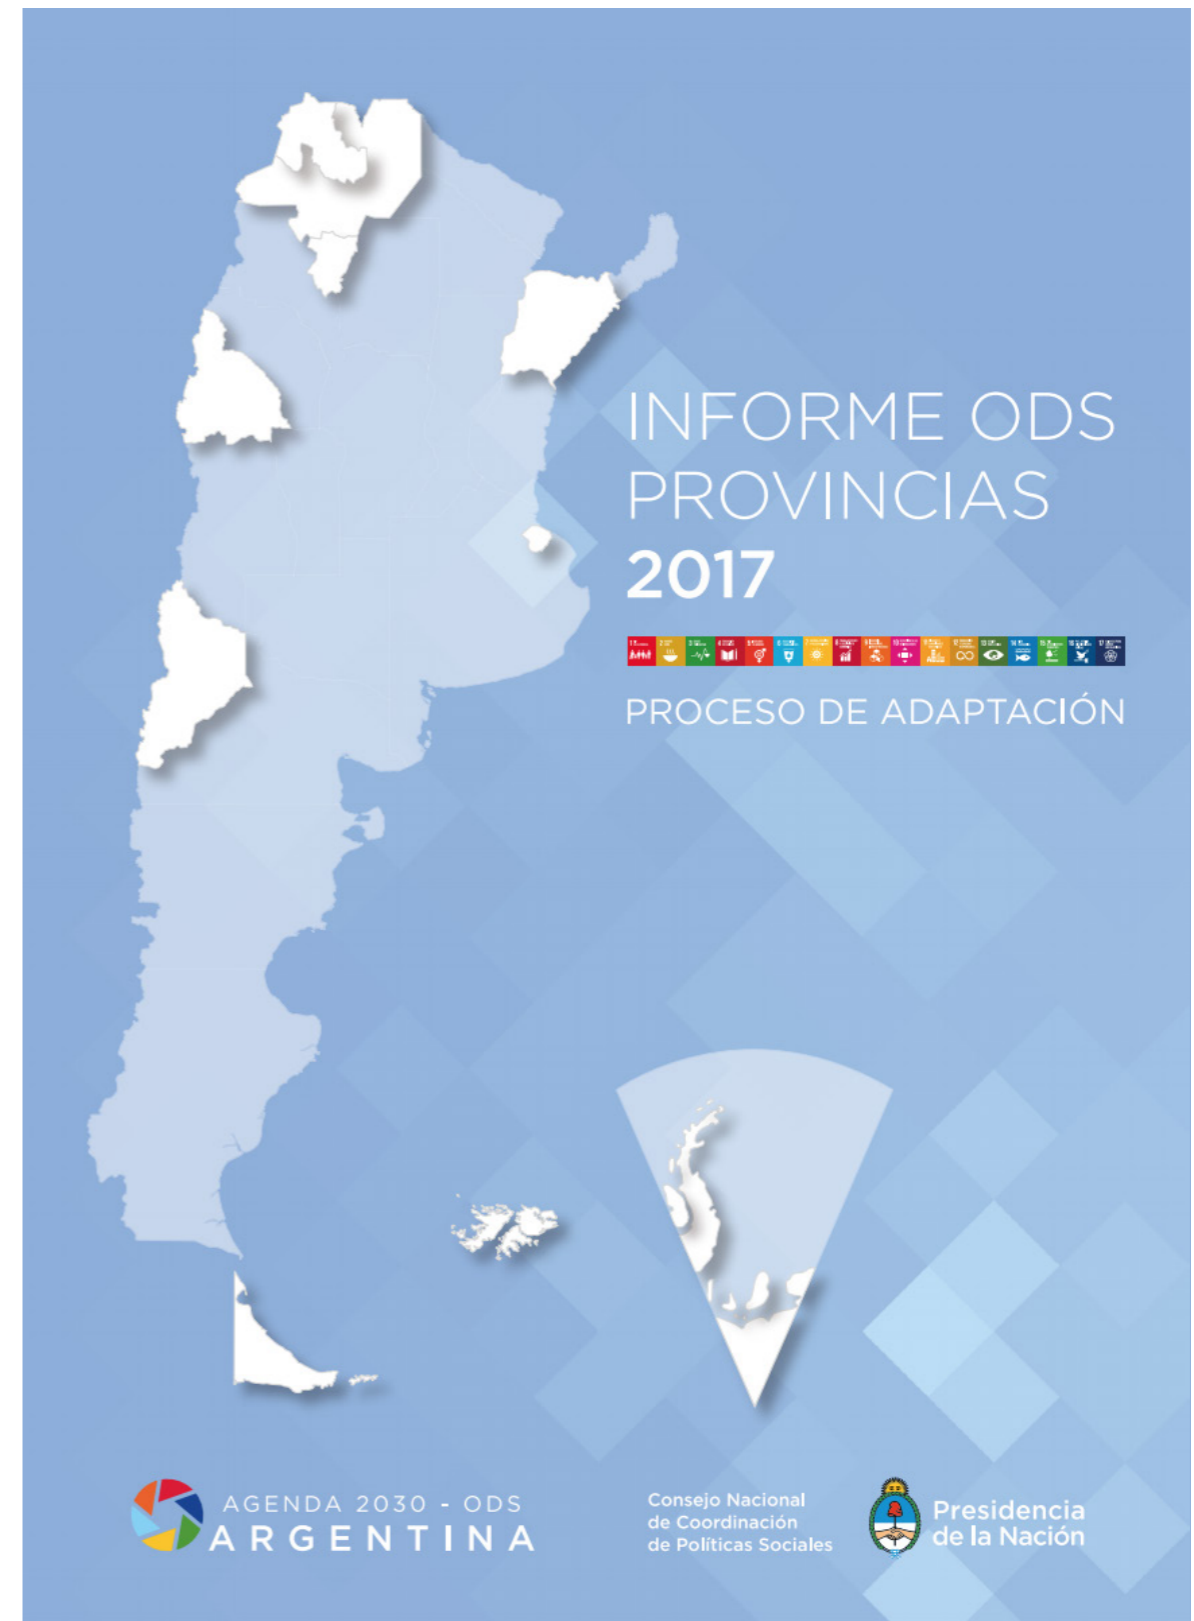 INFORME ODS
PROVINCIAS
2017
PROCESO DE ADAPTACIÓN
AGENDA 2030 - ODS
ARGENTINA
Consejo Nacional
de Coordinación
de Políticas Sociales
Presidencia
de la Nación